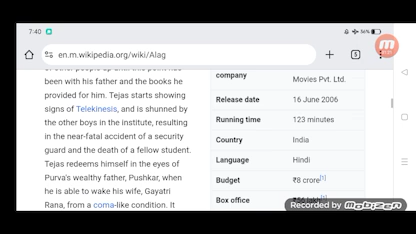 7:40
56%
en.m.wikipedia.org/wiki/Alag
5
been with his father and the books he
provided for him. Tejas starts showing
signs of Telekinesis, and is shunned by
the other boys in the institute, resulting
in the near-fatal accident of a security
guard and the death of a fellow student.
Tejas redeems himself in the eyes of
Purva's wealthy father, Pushkar, when
he is able to wake his wife, Gayatri
Rana, from a coma-like condition. It
company Movies Pvt. Ltd.
Release date 16 June 2006
Running time 123 minutes
Country India
Language Hindi
Budget ₹8 crore[1]
Box office
Recorded by MOBIZEN